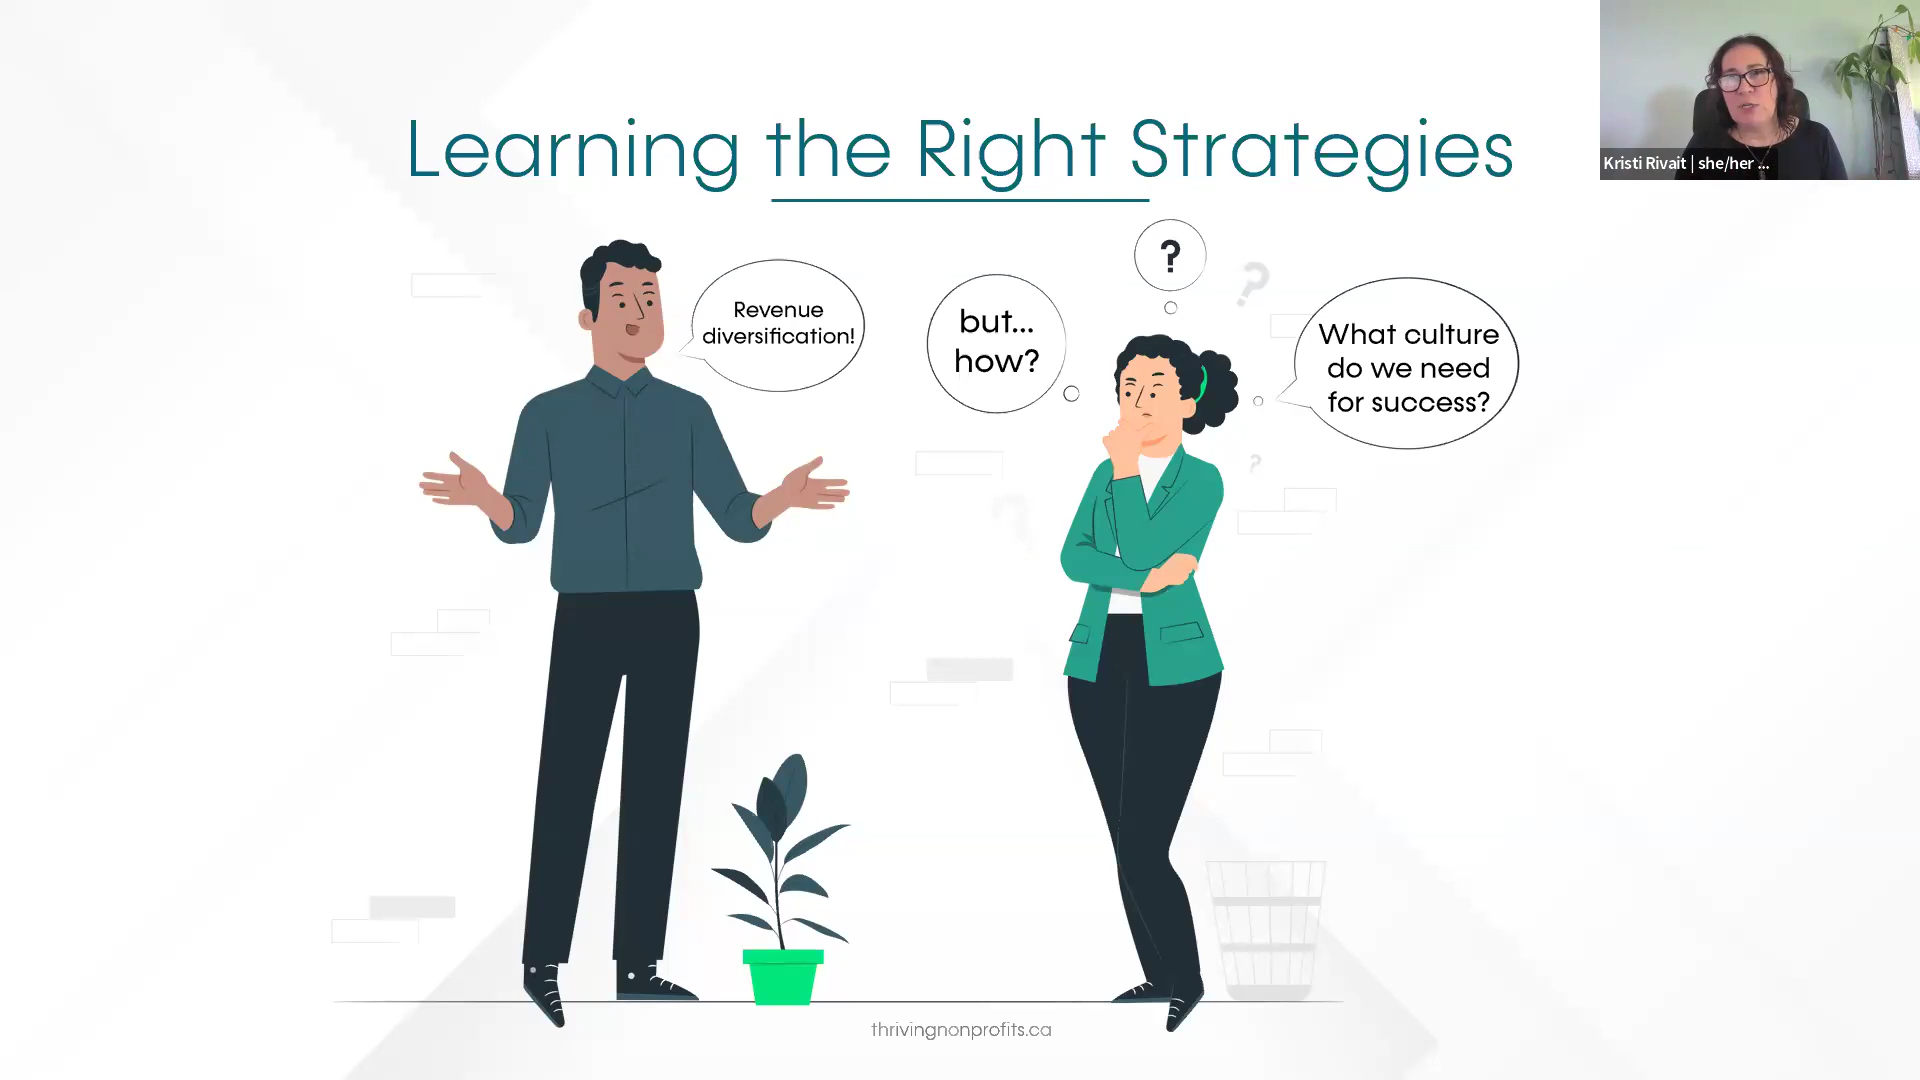 Learning the Right Strategies
Kristi Rivait | she/her ...
Revenue
diversification!
but...
how?
?
What culture
do we need
for success?
thrivingnonprofits.ca